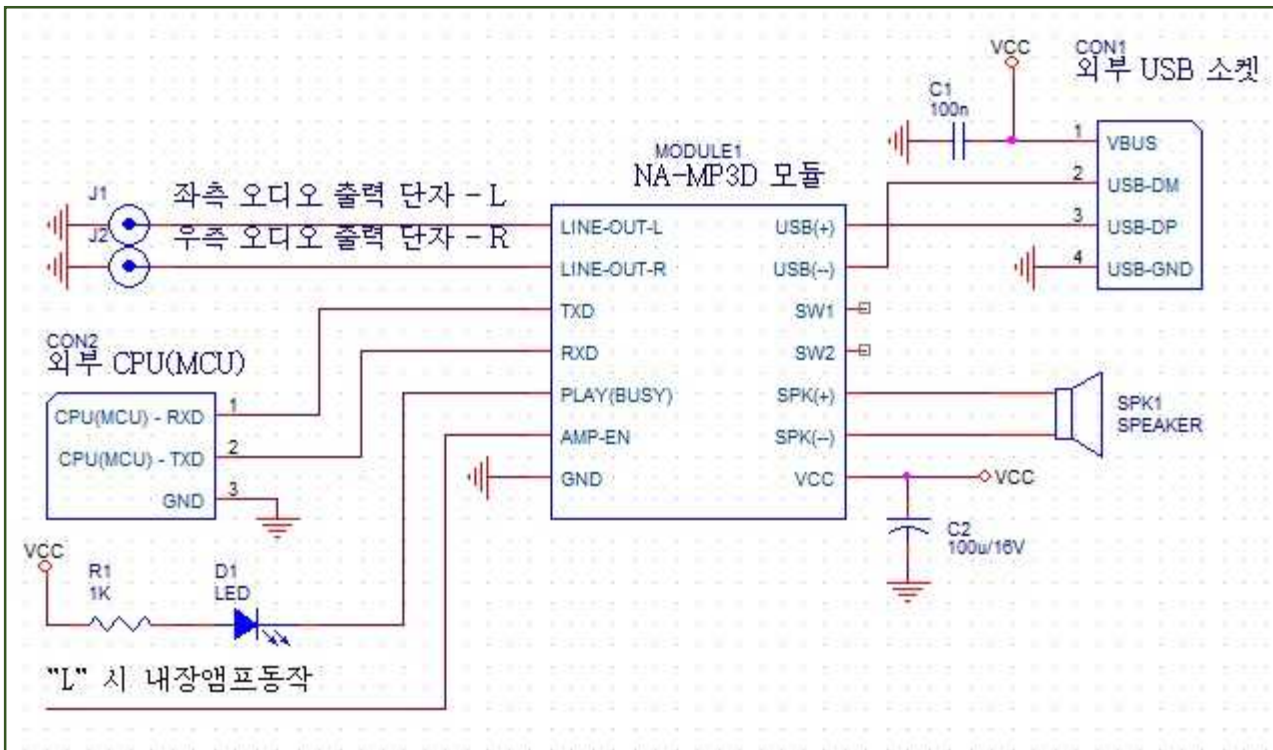 VCC
CON1
외부 USB 소켓
C1
100n
1 VBUS
2 USB-DM
3 USB-DP
4 USB-GND
MODULE1
NA-MP3D 모듈
J1
좌측 오디오 출력 단자 - L
J2
우측 오디오 출력 단자 - R
LINE-OUT-L
LINE-OUT-R
TXD
RXD
PLAY(BUSY)
AMP-EN
GND
USB(+)
USB(--)
SW1
SW2
SPK(+)
SPK(--)
VCC
CON2
외부 CPU(MCU)
CPU(MCU) - RXD 1
CPU(MCU) - TXD 2
GND 3
SPK1
SPEAKER
VCC
C2
100u/16V
VCC
R1
1K
D1
LED
"L" 시 내장앰프동작